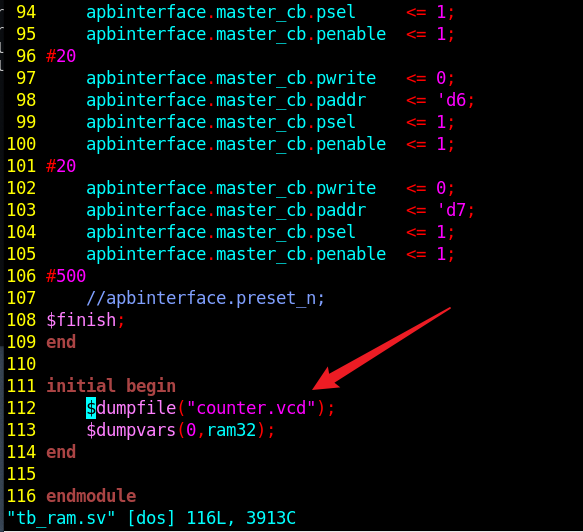 94     apbinterface.master_cb.psel     <= 1;
95     apbinterface.master_cb.penable  <= 1;
96 #20
97     apbinterface.master_cb.pwrite   <= 0;
98     apbinterface.master_cb.paddr    <= 'd6;
99     apbinterface.master_cb.psel     <= 1;
100     apbinterface.master_cb.penable  <= 1;
101 #20
102     apbinterface.master_cb.pwrite   <= 0;
103     apbinterface.master_cb.paddr    <= 'd7;
104     apbinterface.master_cb.psel     <= 1;
105     apbinterface.master_cb.penable  <= 1;
106 #500
107     //apbinterface.preset_n;
108 $finish;
109 end
110
111 initial begin
112     $dumpfile("counter.vcd");
113     $dumpvars(0,ram32);
114 end
115
116 endmodule
"tb_ram.sv" [dos] 116L, 3913C